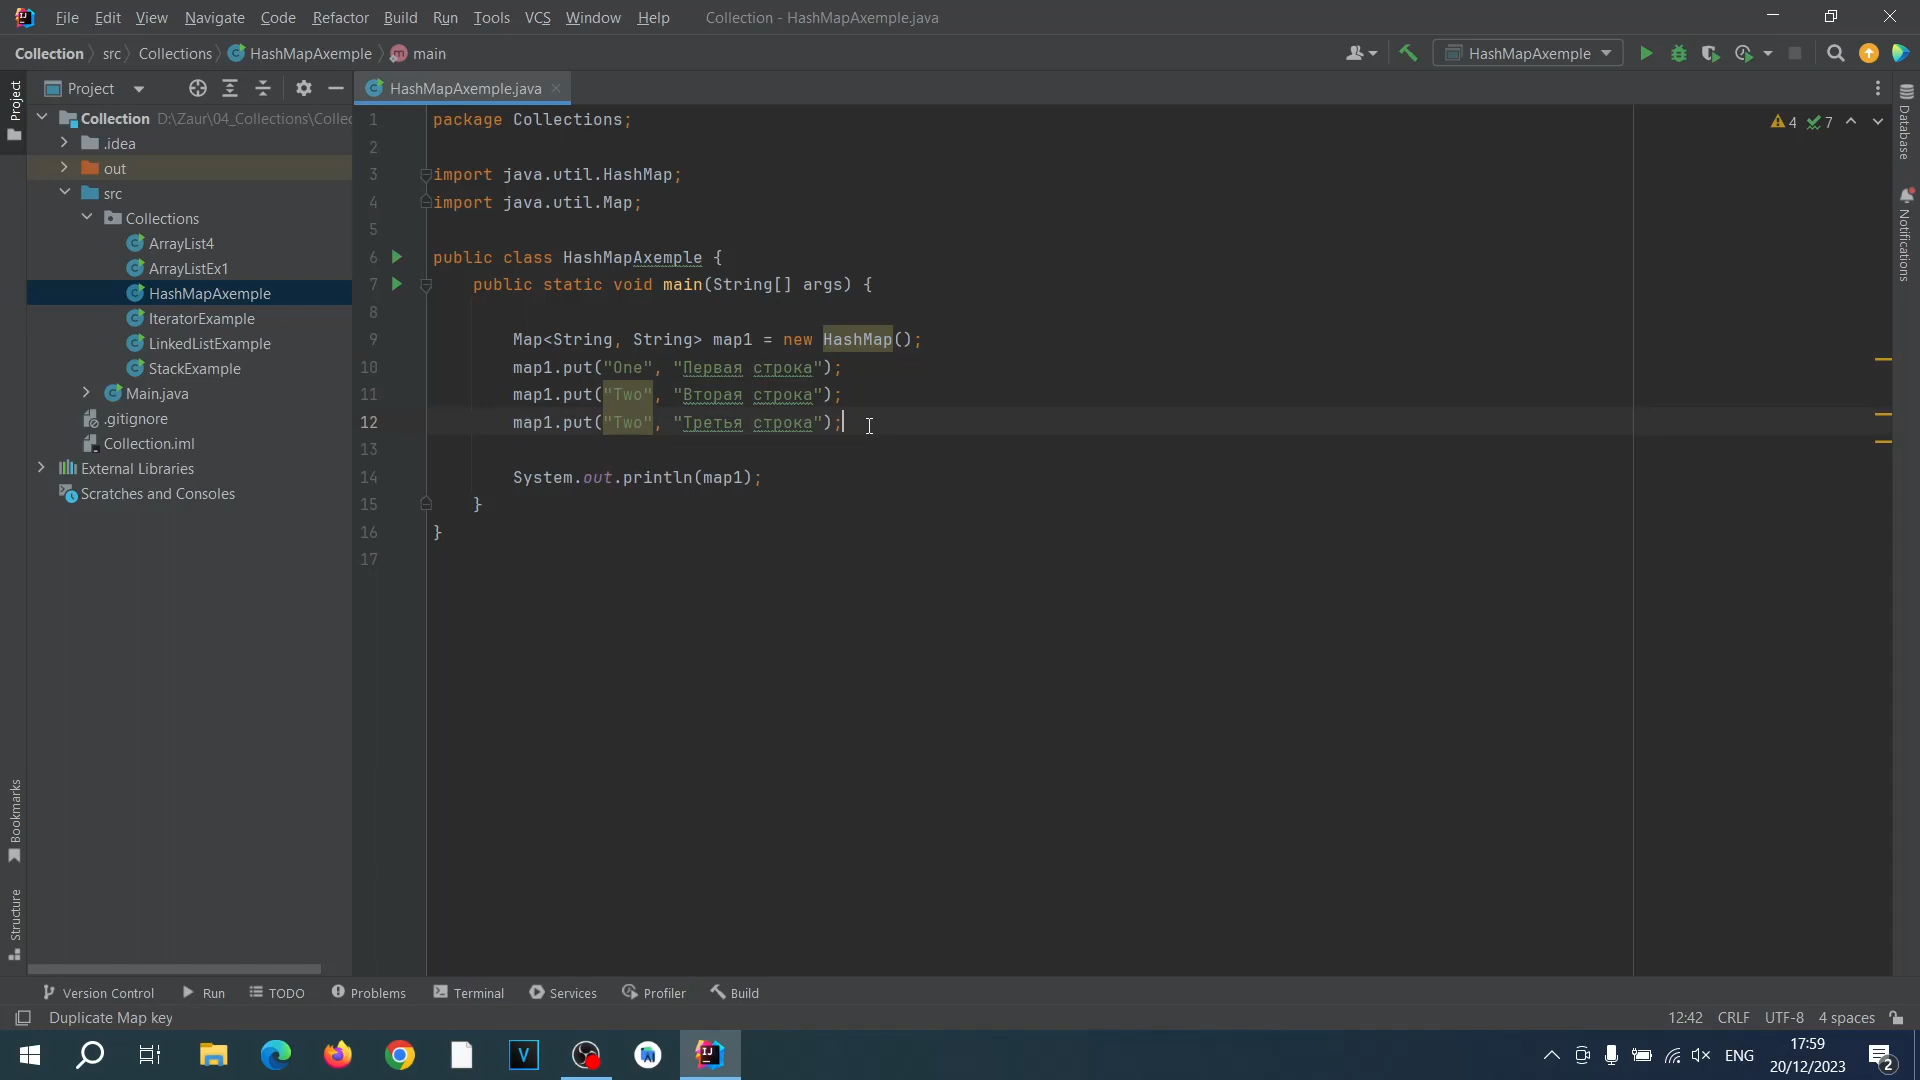 File Edit View Navigate Code Refactor Build Run Tools VCS Window Help Collection - HashMapAxemple.java
Collection src Collections HashMapAxemple main HashMapAxemple
Project HashMapAxemple.java
Project
Collection D:\Zaur\04_Collections\Collec
.idea
out
src
Collections
ArrayList4
ArrayListEx1
HashMapAxemple
IteratorExample
LinkedListExample
StackExample
Main.java
.gitignore
Collection.iml
External Libraries
Scratches and Consoles
Bookmarks
Structure
1 package Collections;
2
3 import java.util.HashMap;
4 import java.util.Map;
5
6 public class HashMapAxemple {
7 public static void main(String[] args) {
8
9 Map<String, String> map1 = new HashMap();
10 map1.put("One", "Первая строка");
11 map1.put("Two", "Вторая строка");
12 map1.put("Two", "Третья строка");
13
14 System.out.println(map1);
15 }
16 }
17
4 7
Database
Notifications
Version Control Run TODO Problems Terminal Services Profiler Build
Duplicate Map key 12:42 CRLF UTF-8 4 spaces
ENG 17:59
20/12/2023
2